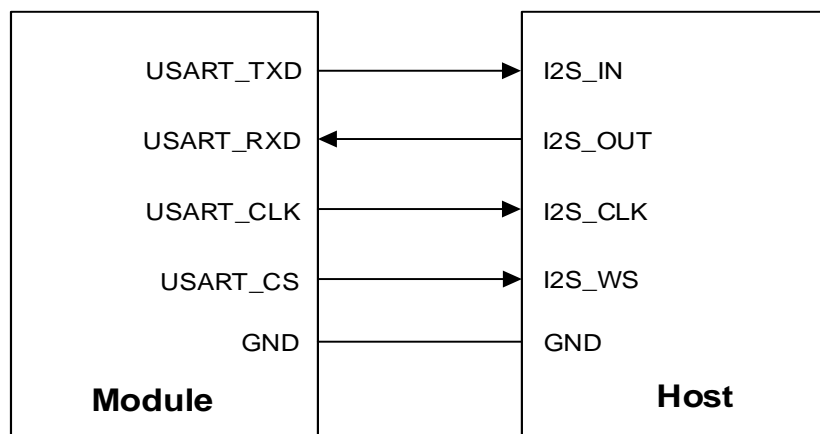 USART_TXD I2S_IN
USART_RXD I2S_OUT
USART_CLK I2S_CLK
USART_CS I2S_WS
GND GND
Module Host